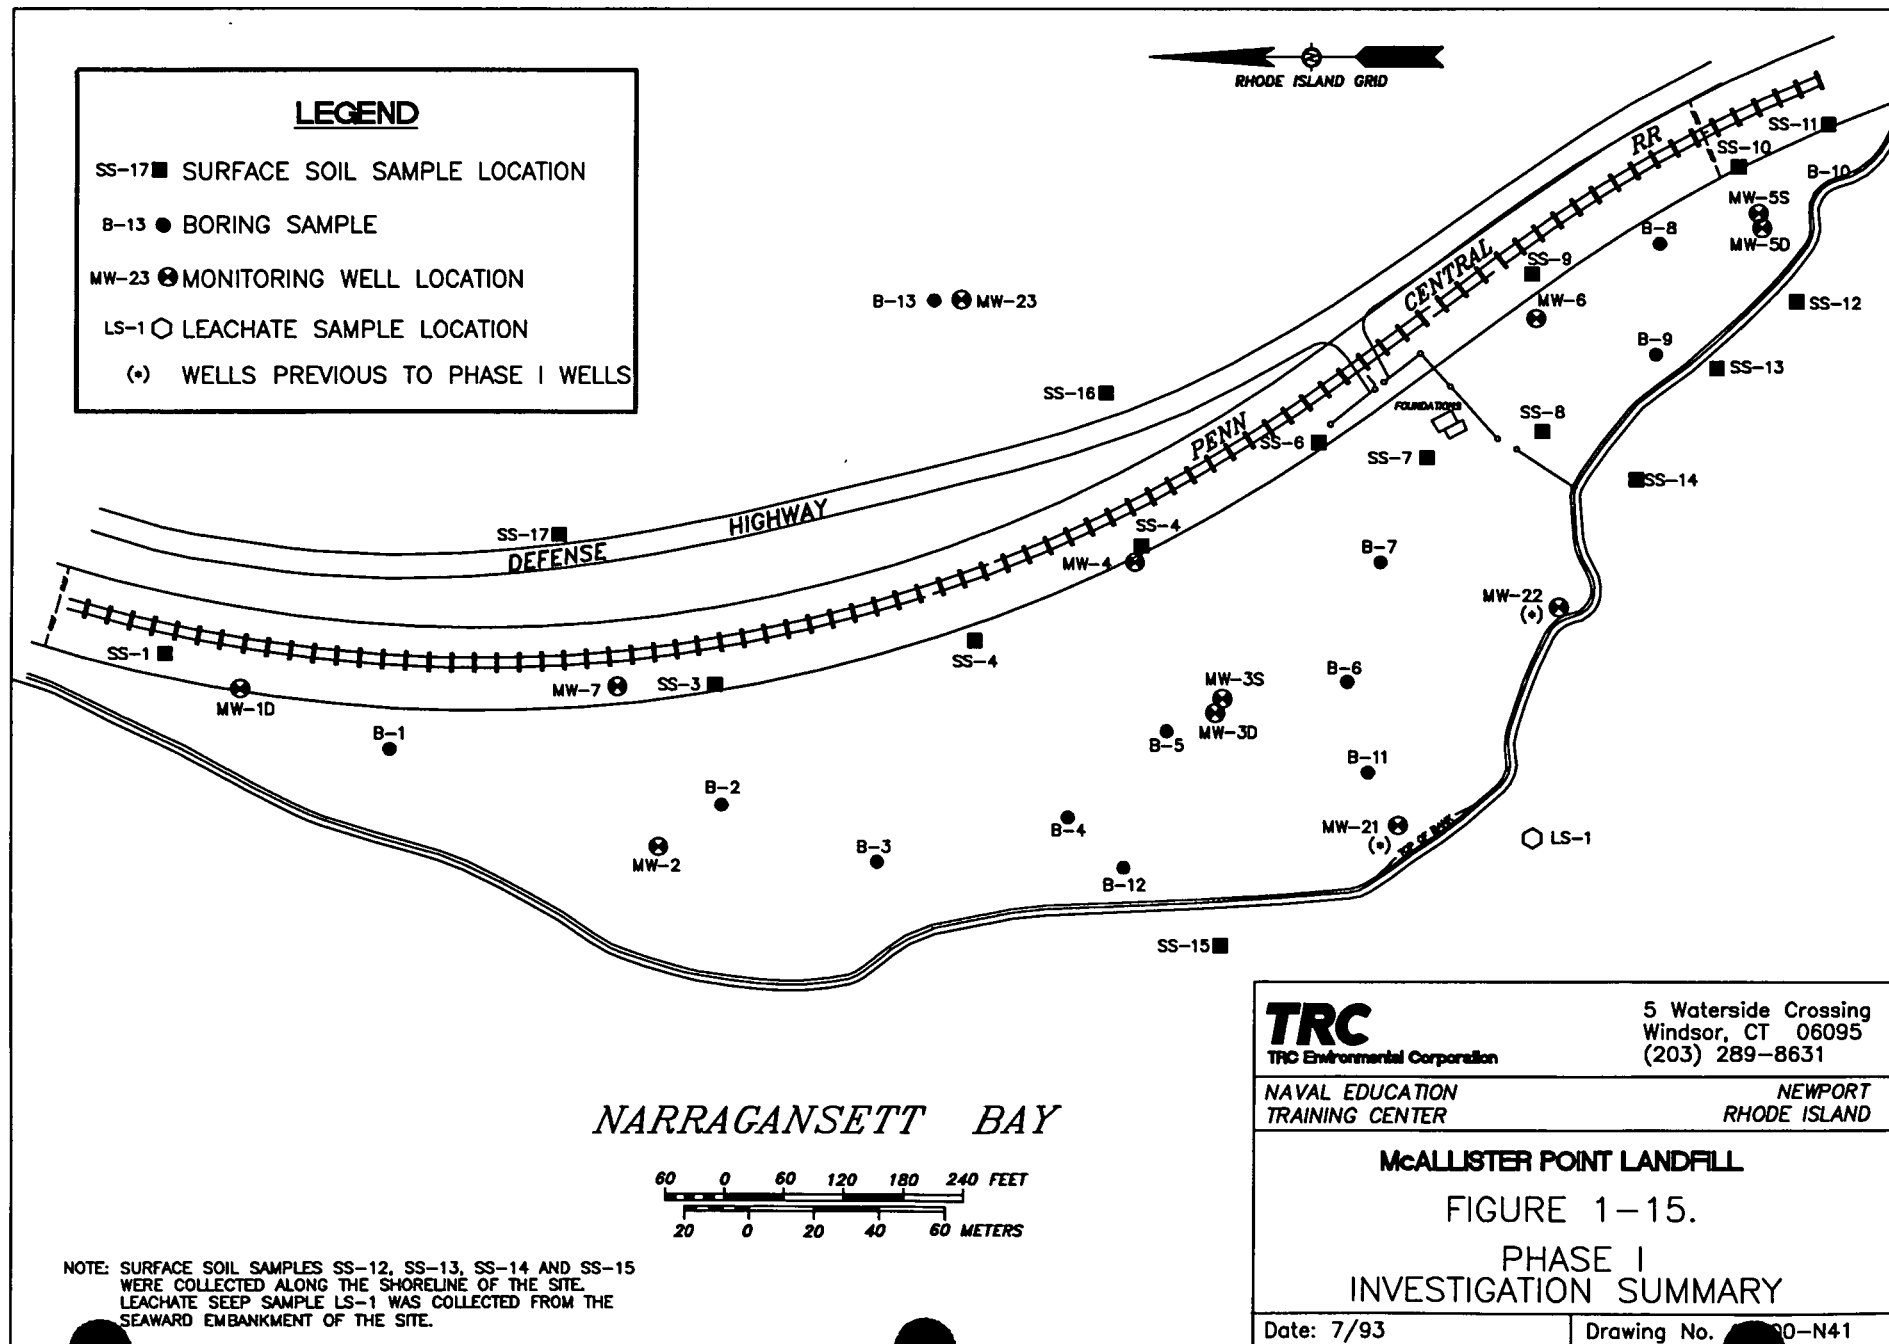 RHODE ISLAND GRID
LEGEND
SS-17 SURFACE SOIL SAMPLE LOCATION
B-13 BORING SAMPLE
MW-23 MONITORING WELL LOCATION
LS-1 LEACHATE SAMPLE LOCATION
(•) WELLS PREVIOUS TO PHASE I WELLS
RR
SS-11
SS-10
B-10
MW-5S
MW-5D
B-8
CENTRAL
SS-9
B-13 MW-23
MW-6
SS-12
B-9
SS-13
SS-16
FOUNDATIONS
SS-8
PENN
SS-6
SS-7
SS-14
HIGHWAY
SS-17
DEFENSE
SS-4
MW-4
B-7
MW-22
(•)
SS-1
SS-4
B-6
MW-1D
MW-7
SS-3
MW-3S
MW-3D
B-1
B-5
B-11
B-2
B-4
MW-21
(•)
TOP OF BANK
LS-1
MW-2
B-3
B-12
SS-15
NARRAGANSETT BAY
60 0 60 120 180 240 FEET
20 0 20 40 60 METERS
NOTE: SURFACE SOIL SAMPLES SS-12, SS-13, SS-14 AND SS-15
WERE COLLECTED ALONG THE SHORELINE OF THE SITE.
LEACHATE SEEP SAMPLE LS-1 WAS COLLECTED FROM THE
SEAWARD EMBANKMENT OF THE SITE.
TRC
TRC Environmental Corporation
5 Waterside Crossing
Windsor, CT 06095
(203) 289-8631
NAVAL EDUCATION
TRAINING CENTER
NEWPORT
RHODE ISLAND
McALLISTER POINT LANDFILL
FIGURE 1-15.
PHASE I
INVESTIGATION SUMMARY
Date: 7/93
Drawing No. 0-N41